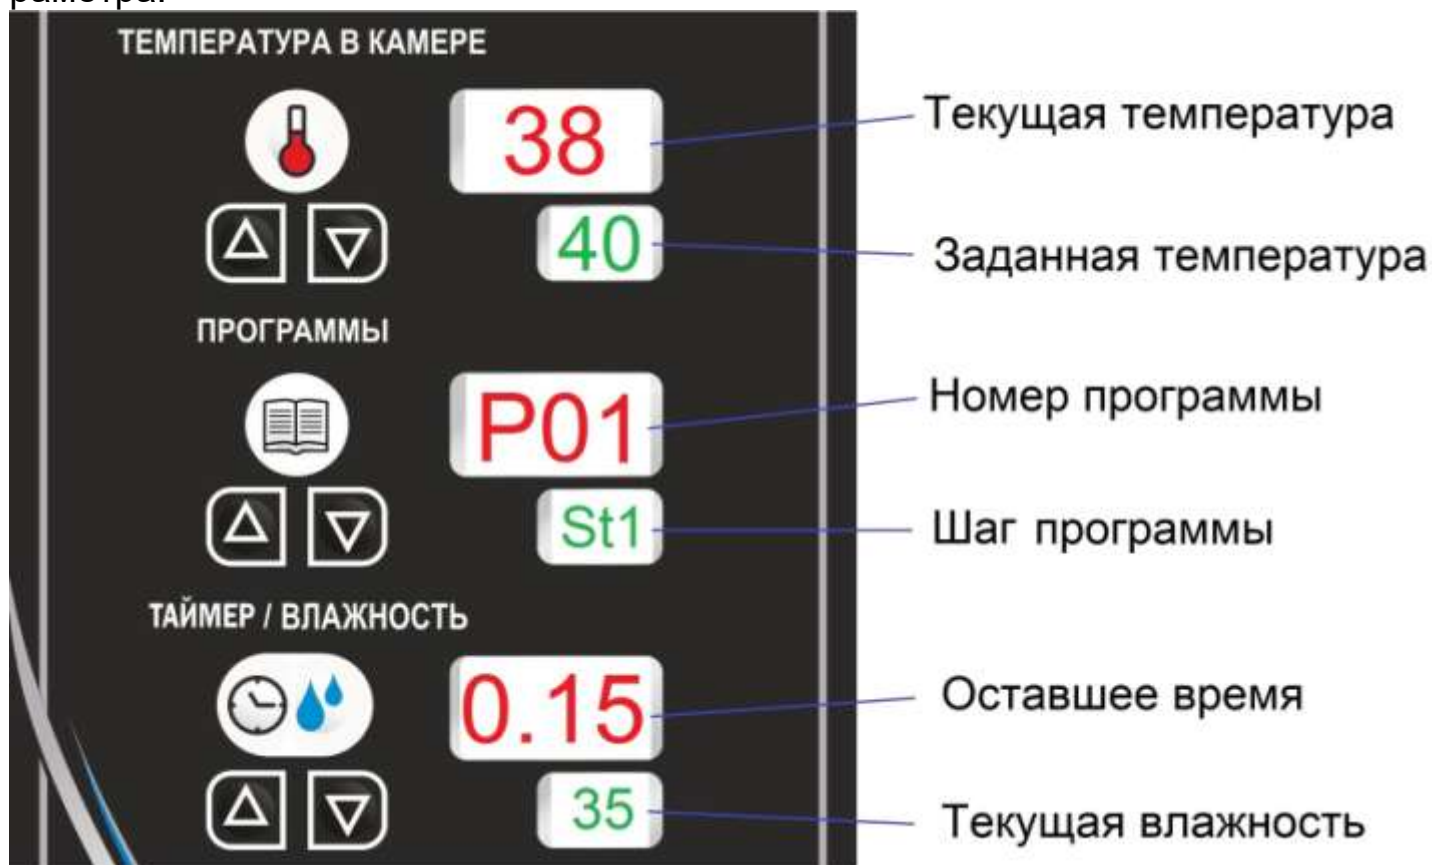 раметра.
ТЕМПЕРАТУРА В КАМЕРЕ
38
Текущая температура
40
Заданная температура
ПРОГРАММЫ
P01
Номер программы
St1
Шаг программы
ТАЙМЕР / ВЛАЖНОСТЬ
0.15
Оставшее время
35
Текущая влажность